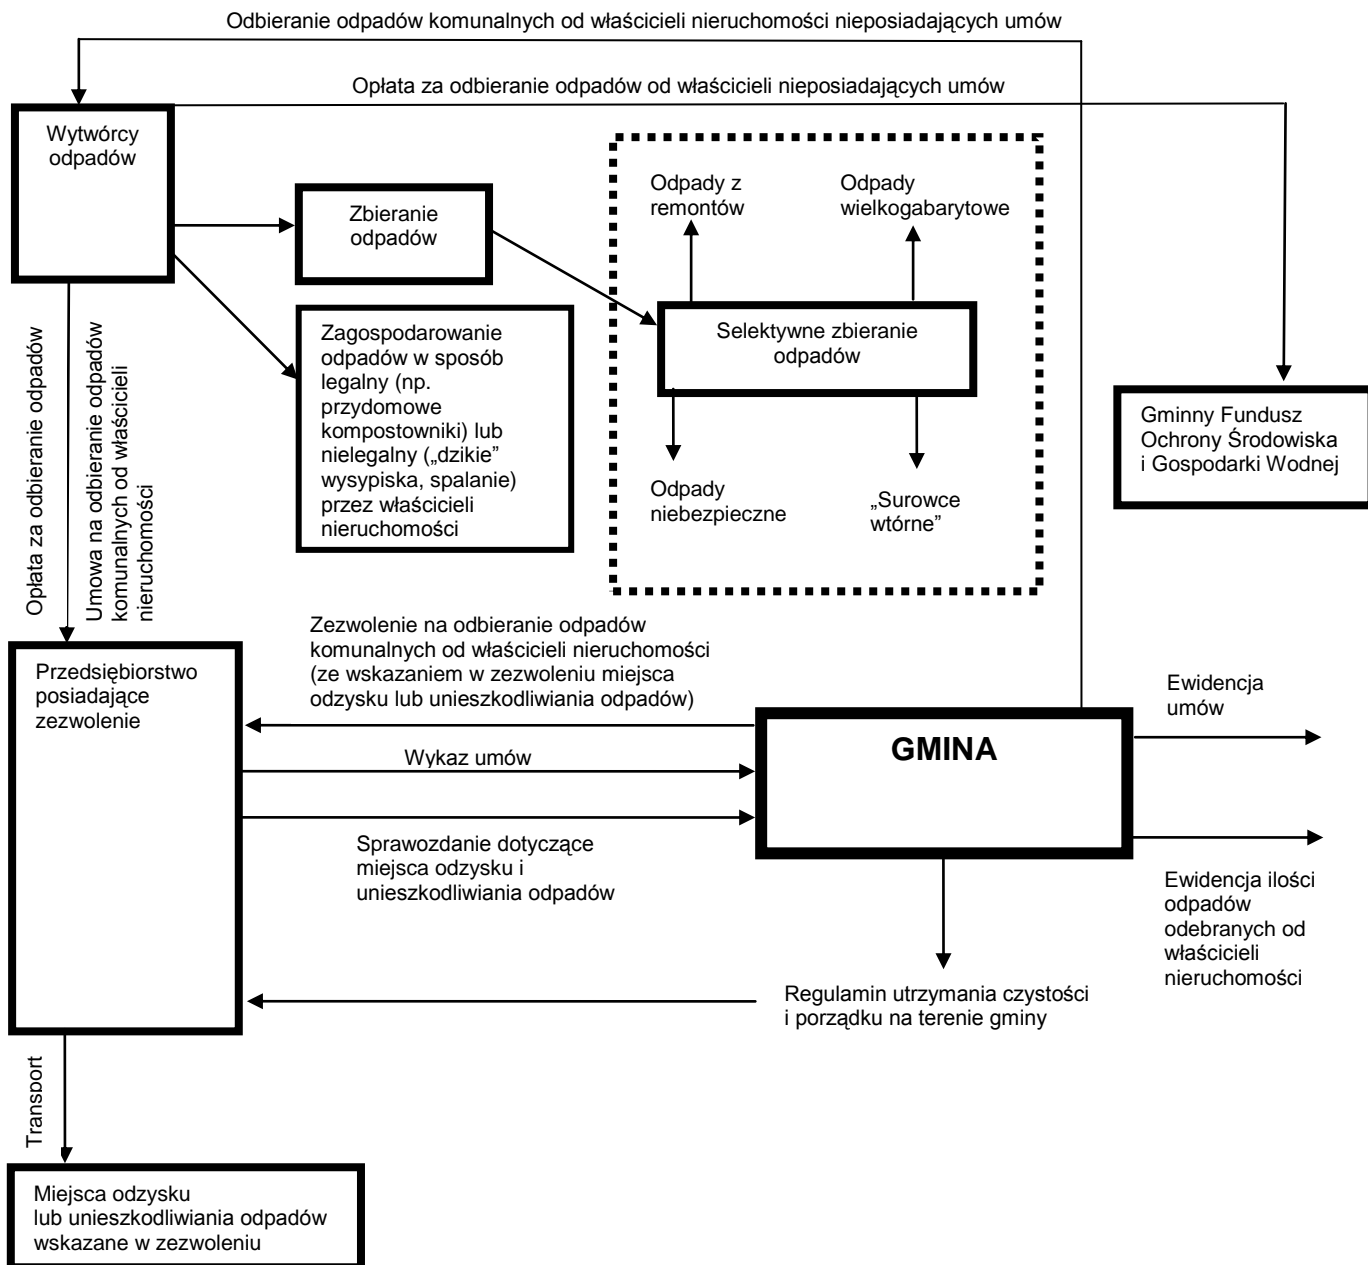 Odbieranie odpadów komunalnych od właścicieli nieruchomości nieposiadających umów
Opłata za odbieranie odpadów od właścicieli nieposiadających umów
Wytwórcy
odpadów
Zbieranie
odpadów
Odpady z
remontów
Odpady
wielkogabarytowe
Selektywne zbieranie
odpadów
Odpady
niebezpieczne
„Surowce
wtórne”
Zagospodarowanie
odpadów w sposób
legalny (np.
przydomowe
kompostowniki) lub
nielegalny („dzikie”
wysypiska, spalanie)
przez właścicieli
nieruchomości
Gminny Fundusz
Ochrony Środowiska
i Gospodarki Wodnej
Opłata za odbieranie odpadów
Umowa na odbieranie odpadów
komunalnych od właścicieli
nieruchomości
Zezwolenie na odbieranie odpadów
komunalnych od właścicieli nieruchomości
(ze wskazaniem w zezwoleniu miejsca
odzysku lub unieszkodliwiania odpadów)
Przedsiębiorstwo
posiadające
zezwolenie
Wykaz umów
Sprawozdanie dotyczące
miejsca odzysku i
unieszkodliwiania odpadów
GMINA
Ewidencja
umów
Ewidencja ilości
odpadów
odebranych od
właścicieli
nieruchomości
Regulamin utrzymania czystości
i porządku na terenie gminy
Transport
Miejsca odzysku
lub unieszkodliwiania odpadów
wskazane w zezwoleniu